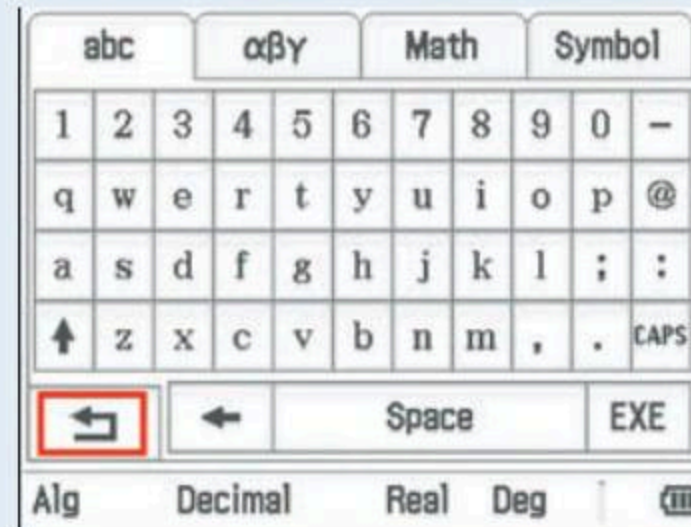 abc αβγ Math Symbol
1 2 3 4 5 6 7 8 9 0 −
q w e r t y u i o p @
a s d f g h j k l ; :
z x c v b n m , . CAPS
Space EXE
Alg Decimal Real Deg